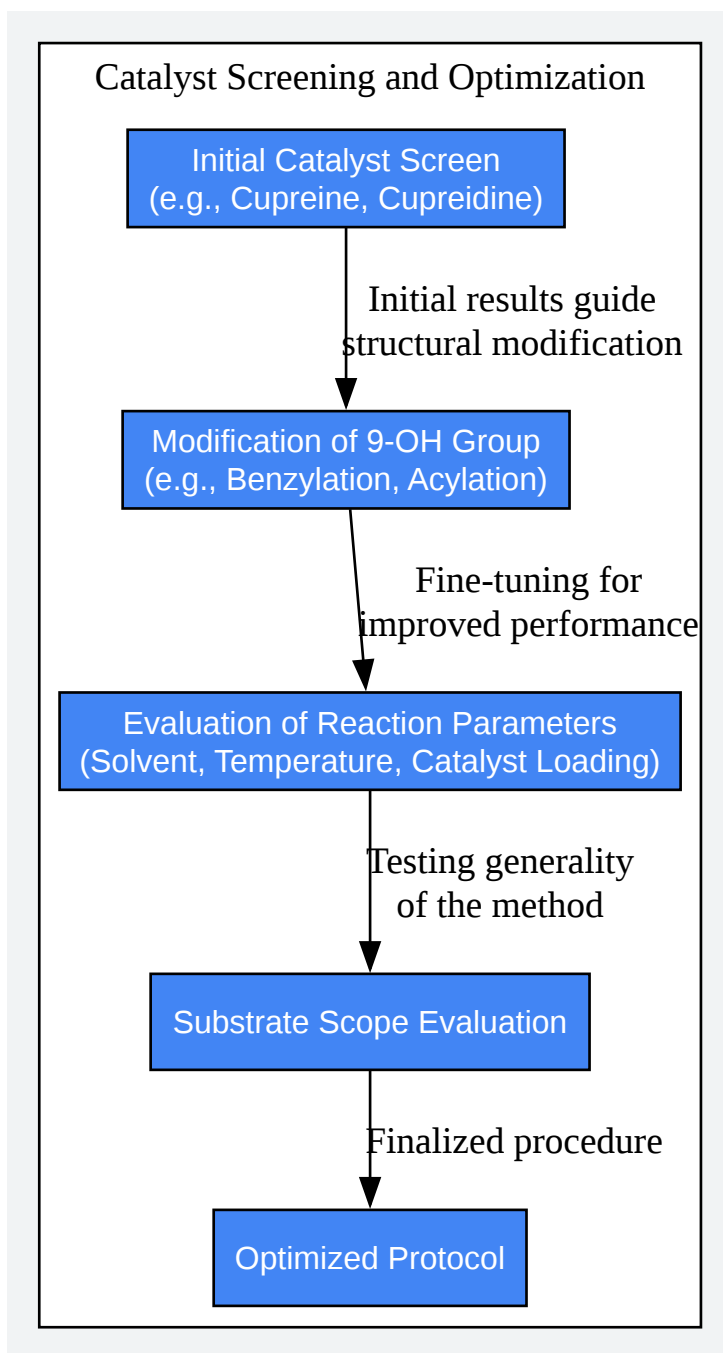 Catalyst Screening and Optimization
Initial Catalyst Screen
(e.g., Cupreine, Cupreidine)
Initial results guide
structural modification
Modification of 9-OH Group
(e.g., Benzylation, Acylation)
Fine-tuning for
improved performance
Evaluation of Reaction Parameters
(Solvent, Temperature, Catalyst Loading)
Testing generality
of the method
Substrate Scope Evaluation
Finalized procedure
Optimized Protocol